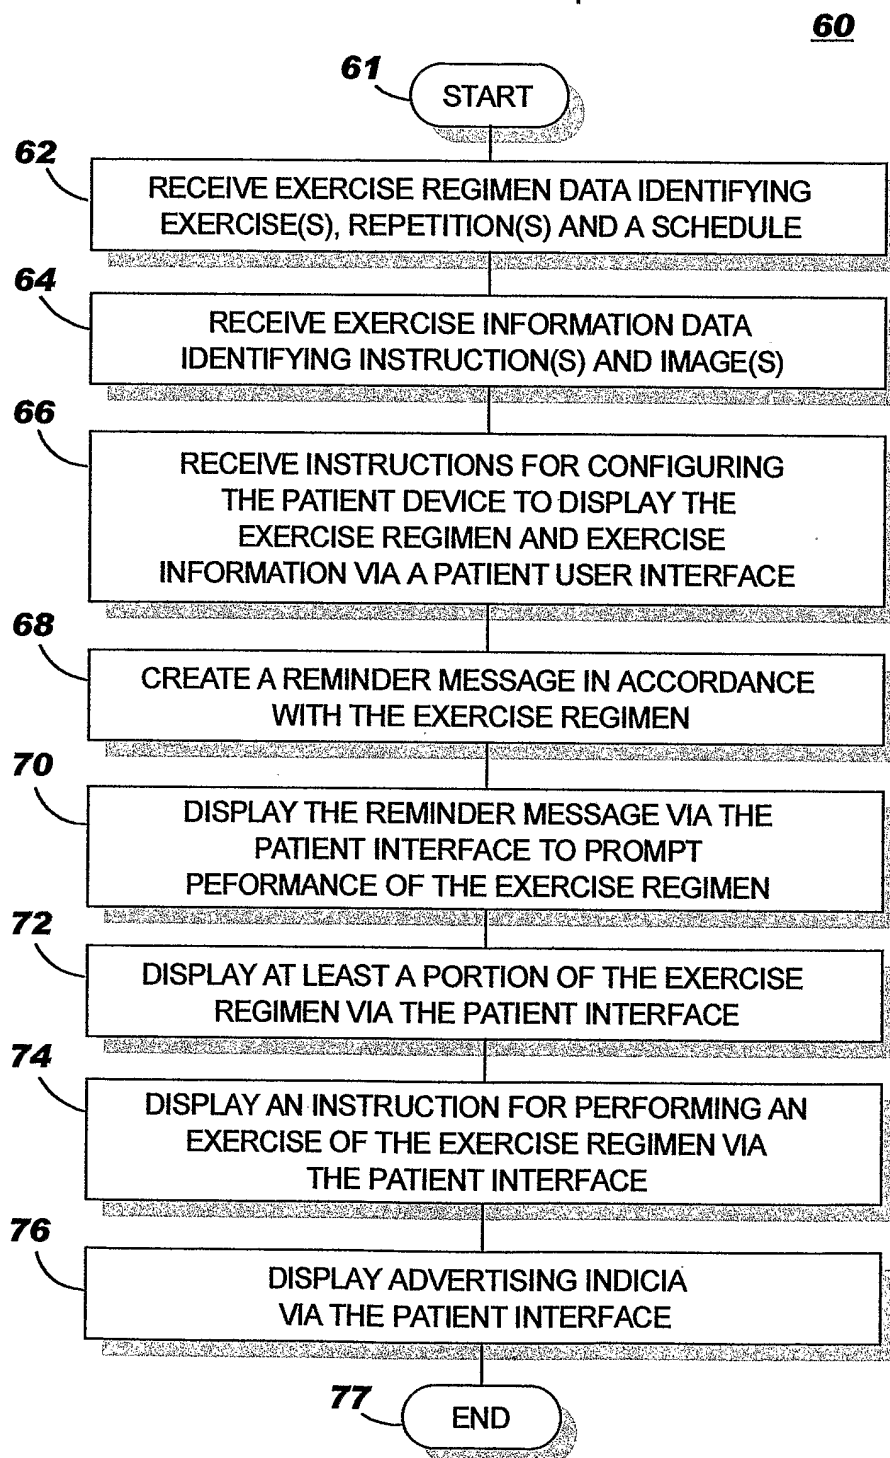 60
61
START
62
RECEIVE EXERCISE REGIMEN DATA IDENTIFYING
EXERCISE(S), REPETITION(S) AND A SCHEDULE
64
RECEIVE EXERCISE INFORMATION DATA
IDENTIFYING INSTRUCTION(S) AND IMAGE(S)
66
RECEIVE INSTRUCTIONS FOR CONFIGURING
THE PATIENT DEVICE TO DISPLAY THE
EXERCISE REGIMEN AND EXERCISE
INFORMATION VIA A PATIENT USER INTERFACE
68
CREATE A REMINDER MESSAGE IN ACCORDANCE
WITH THE EXERCISE REGIMEN
70
DISPLAY THE REMINDER MESSAGE VIA THE
PATIENT INTERFACE TO PROMPT
PEFORMANCE OF THE EXERCISE REGIMEN
72
DISPLAY AT LEAST A PORTION OF THE EXERCISE
REGIMEN VIA THE PATIENT INTERFACE
74
DISPLAY AN INSTRUCTION FOR PERFORMING AN
EXERCISE OF THE EXERCISE REGIMEN VIA
THE PATIENT INTERFACE
76
DISPLAY ADVERTISING INDICIA
VIA THE PATIENT INTERFACE
77
END